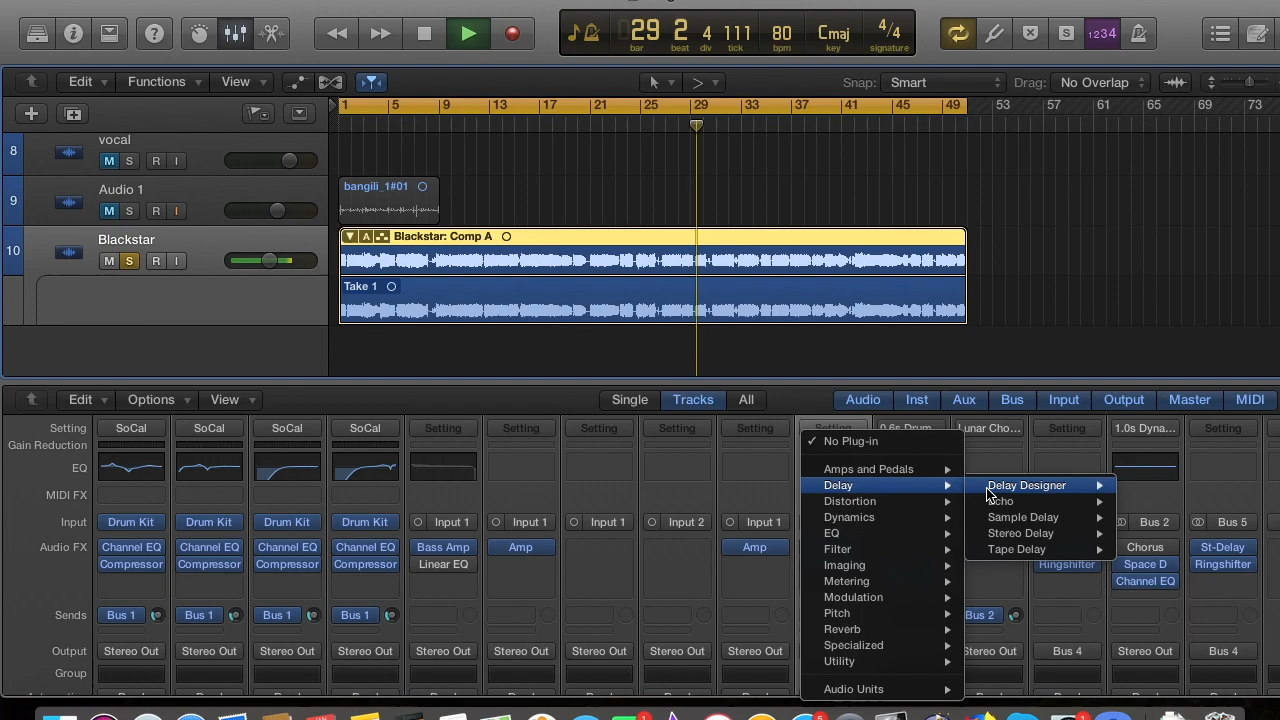 29 2 111 80 Cmaj 4/4
bar beat div tick bpm key signature
1234
Edit Functions View Snap: Smart Drag: No Overlap
1 5 9 13 17 21 25 29 33 37 41 45 49 53 57 61 65 69 73
8 vocal
M S R I
9 Audio 1
M S R I
bangili_1#01
10 Blackstar
M S R I
A Blackstar: Comp A
Take 1
Edit Options View Single Tracks All Audio Inst Aux Bus Input Output Master MIDI
Setting SoCal SoCal SoCal SoCal Setting Setting Setting Setting Setting Setting 0.6s Drum Lunar Cho... Setting 1.0s Dyna... Setting
Gain Reduction
EQ
MIDI FX
Input Drum Kit Drum Kit Drum Kit Drum Kit Input 1 Input 1 Input 1 Input 2 Input 1 Bus 2 Bus 5
Audio FX Channel EQ Channel EQ Channel EQ Channel EQ Bass Amp Amp Amp Chorus St-Delay
Compressor Compressor Compressor Compressor Linear EQ Ringshifter Space D Ringshifter
Channel EQ
Sends Bus 1 Bus 1 Bus 1 Bus 1 Bus 2
Output Stereo Out Stereo Out Stereo Out Stereo Out Stereo Out Stereo Out Stereo Out Stereo Out Stereo Out Stereo Out Bus 4 Stereo Out Bus 4
Group
✓ No Plug-in
Amps and Pedals
Delay
Distortion
Dynamics
EQ
Filter
Imaging
Metering
Modulation
Pitch
Reverb
Specialized
Utility
Audio Units
Delay Designer
Echo
Sample Delay
Stereo Delay
Tape Delay